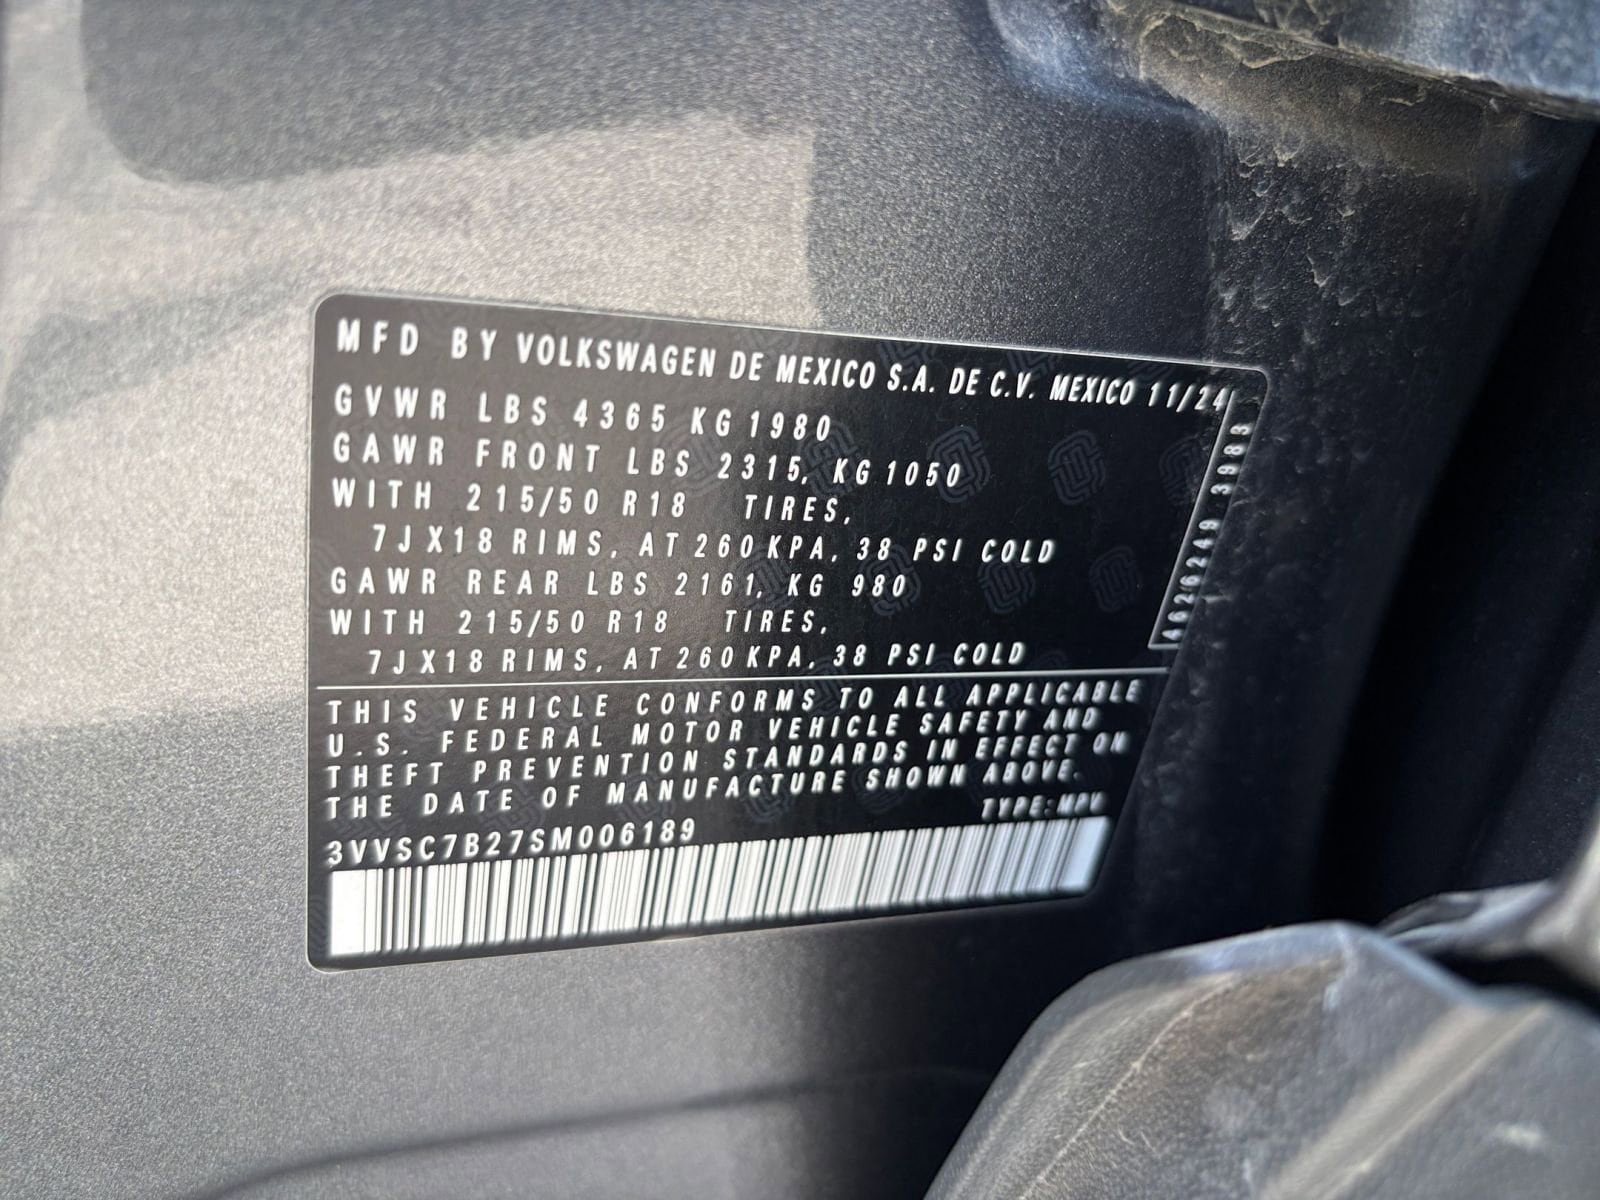 MFD BY VOLKSWAGEN DE MEXICO S.A. DE C.V. MEXICO 11/24
GVWR LBS 4365 KG 1980
GAWR FRONT LBS 2315, KG 1050
WITH 215/50 R18 TIRES,
7JX18 RIMS, AT 260 KPA, 38 PSI COLD
GAWR REAR LBS 2161, KG 980
WITH 215/50 R18 TIRES,
7JX18 RIMS, AT 260 KPA, 38 PSI COLD
THIS VEHICLE CONFORMS TO ALL APPLICABLE
U.S. FEDERAL MOTOR VEHICLE SAFETY AND
THEFT PREVENTION STANDARDS IN EFFECT ON
THE DATE OF MANUFACTURE SHOWN ABOVE.
TYPE: MPV
3VVSC7B27SM006189